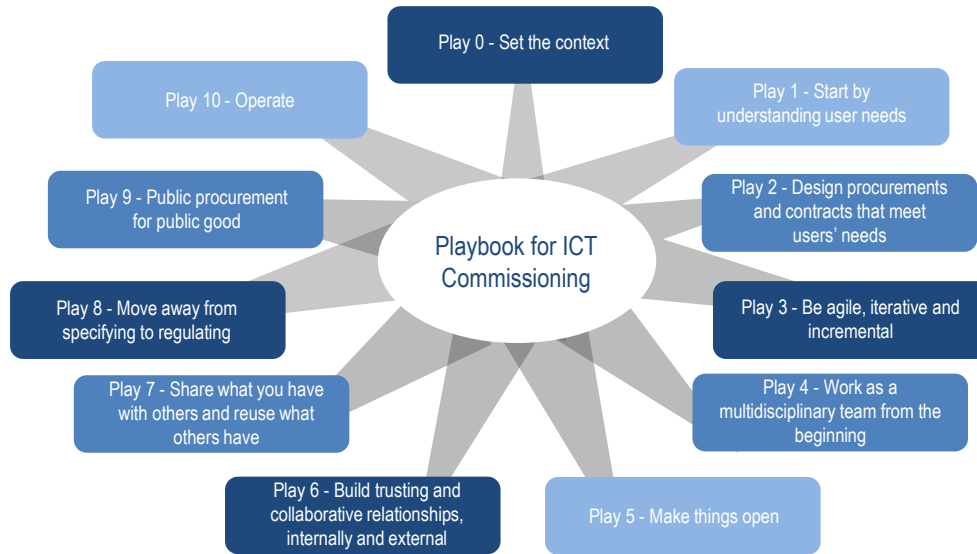 Play 0 - Set the context
Play 10 - Operate
Play 1 - Start by
understanding user needs
Play 9 - Public procurement
for public good
Play 2 - Design procurements
and contracts that meet
users’ needs
Playbook for ICT
Commissioning
Play 8 - Move away from
specifying to regulating
Play 3 - Be agile, iterative and
incremental
Play 7 - Share what you have
with others and reuse what
others have
Play 4 - Work as a
multidisciplinary team from the
beginning
Play 6 - Build trusting and
collaborative relationships,
internally and external
Play 5 - Make things open